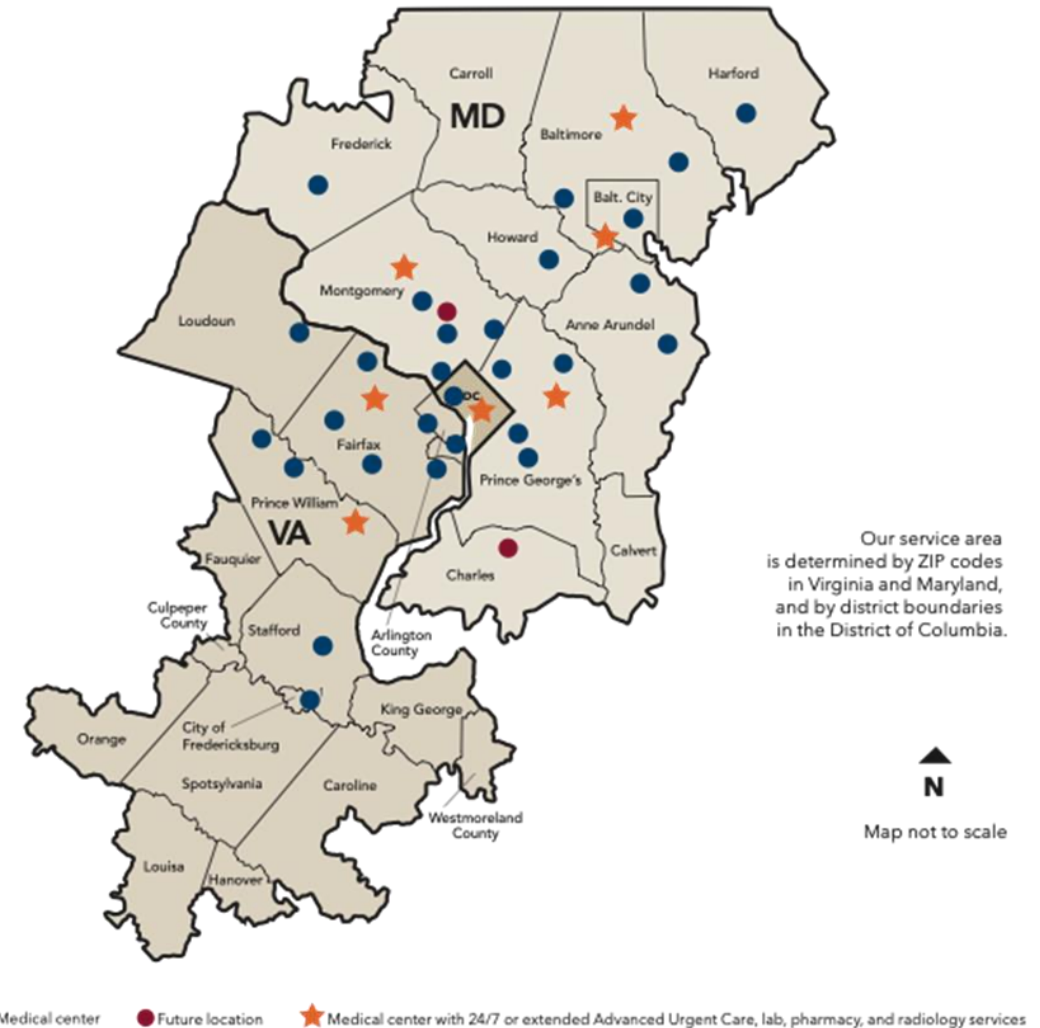 Carroll
Harford
MD
Baltimore
Frederick
Balt. City
Howard
Montgomery
Loudoun
Anne Arundel
DC
Fairfax
Prince George's
Prince William
VA
Fauquier
Calvert
Charles
Our service area
is determined by ZIP codes
in Virginia and Maryland,
and by district boundaries
in the District of Columbia.
Culpeper
County
Stafford
Arlington
County
King George
City of
Fredericksburg
Orange
Spotsylvania
Caroline
N
Westmoreland
County
Map not to scale
Louisa
Hanover
Medical center
Future location
Medical center with 24/7 or extended Advanced Urgent Care, lab, pharmacy, and radiology services